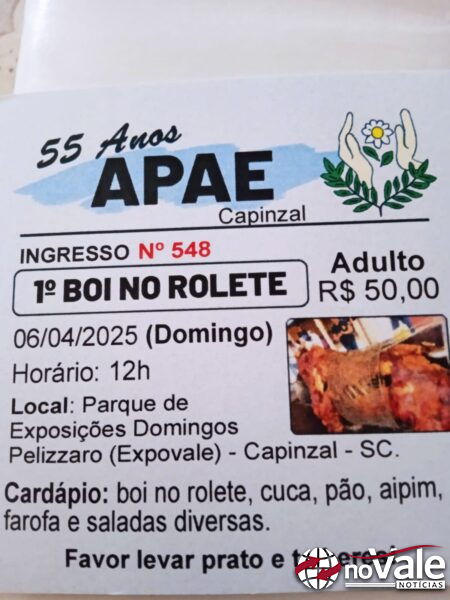 55 Anos
APAE
Capinzal
INGRESSO Nº 548
1º BOI NO ROLETE
Adulto
R$ 50,00
06/04/2025 (Domingo)
Horário: 12h
Local: Parque de
Exposições Domingos
Pelizzaro (Expovale) - Capinzal - SC.
Cardápio: boi no rolete, cuca, pão, aipim,
farofa e saladas diversas.
Favor levar prato e
noVale
NOTÍCIAS